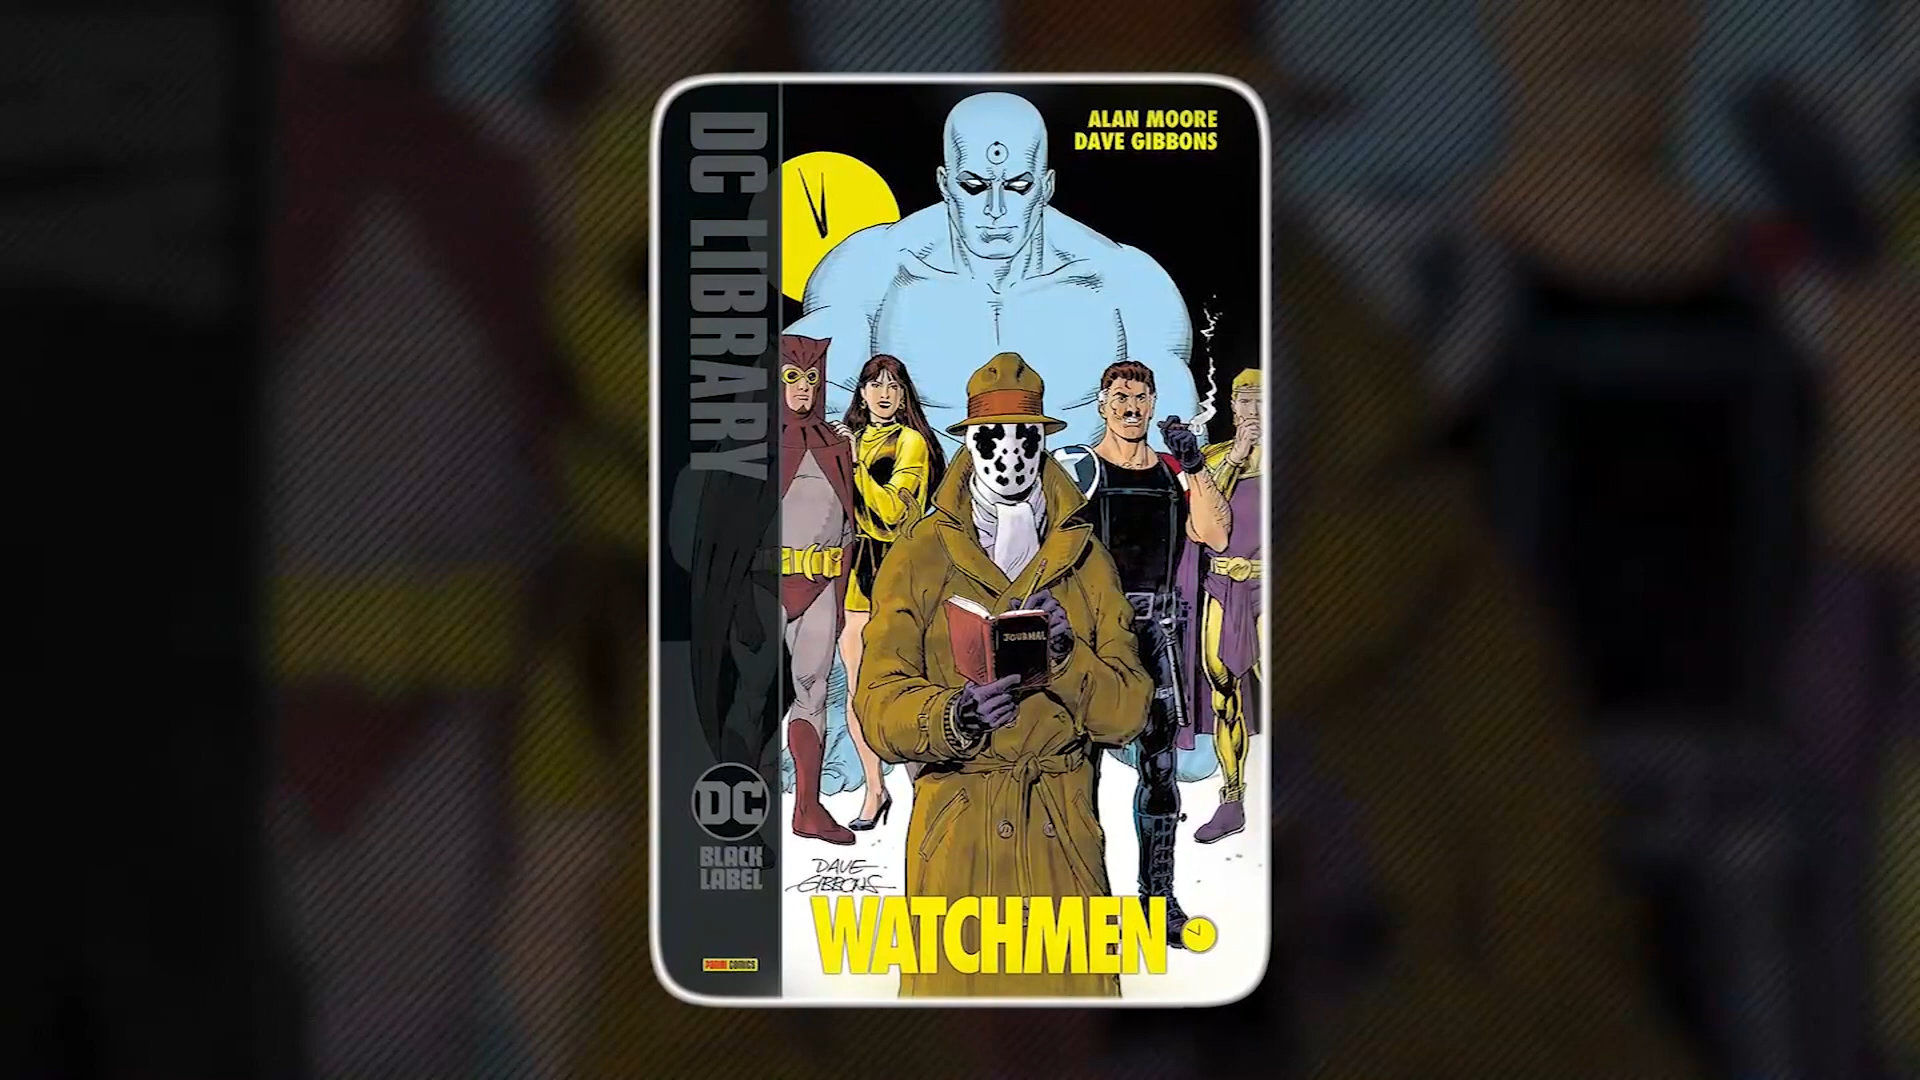 DC LIBRARY
ALAN MOORE
DAVE GIBBONS
JOURNAL
DC
BLACK
LABEL
DAVE
GIBBONS
WATCHMEN
PANINI COMICS